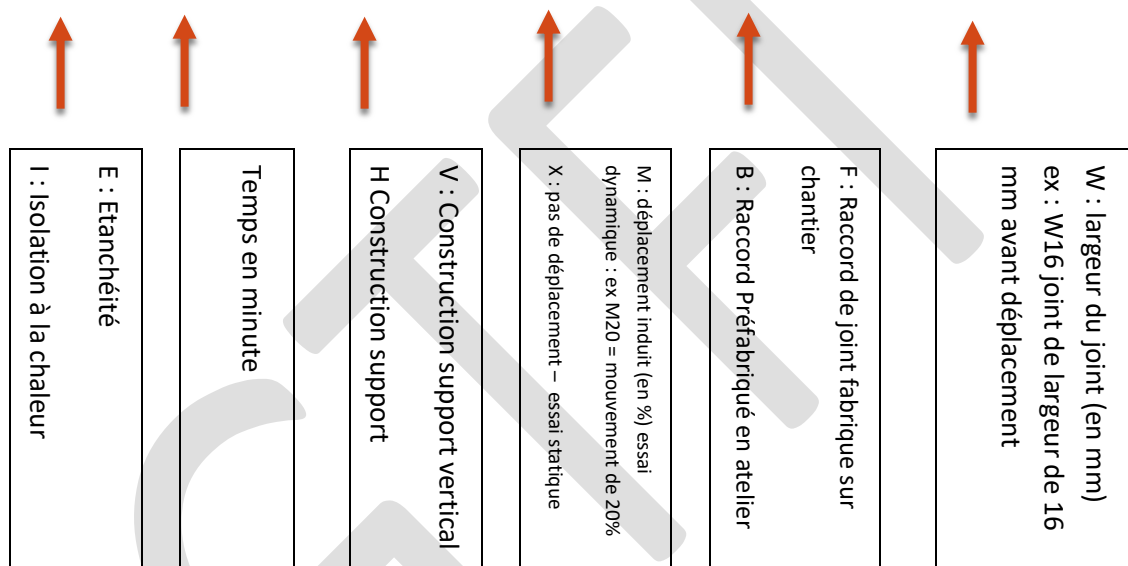 E : Etanchéité
I : Isolation à la chaleur
Temps en minute
V : Construction support vertical
H Construction support
M : déplacement induit (en %) essai
dynamique : ex M20 = mouvement de 20%
X : pas de déplacement – essai statique
F : Raccord de joint fabrique sur
chantier
B : Raccord Préfabriqué en atelier
W : largeur du joint (en mm)
ex : W16 joint de largeur de 16
mm avant déplacement